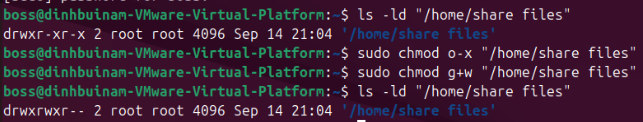 boss@dinhbuinam-VMware-Virtual-Platform:~$ ls -ld "/home/share files"
drwxr-xr-x 2 root root 4096 Sep 14 21:04 '/home/share files'
boss@dinhbuinam-VMware-Virtual-Platform:~$ sudo chmod o-x "/home/share files"
boss@dinhbuinam-VMware-Virtual-Platform:~$ sudo chmod g+w "/home/share files"
boss@dinhbuinam-VMware-Virtual-Platform:~$ ls -ld "/home/share files"
drwxrwxr-- 2 root root 4096 Sep 14 21:04 '/home/share files'